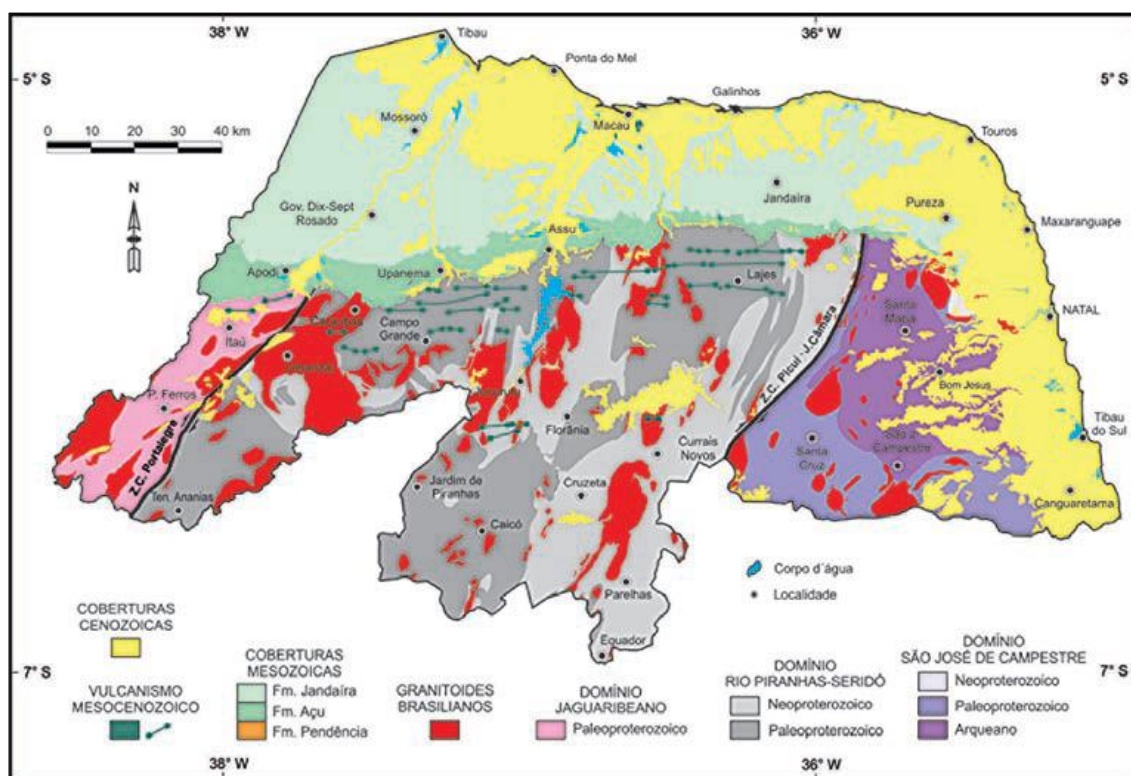 38° W
36° W
5° S
5° S
Tibau
Ponta do Mel
Galinhos
Macau
Mossoró
Touros
0 10 20 30 40 km
N
Jandaíra
Gov. Dix-Sept
Rosado
Pureza
Maxaranguape
Assu
Apodi
Upanema
Lajes
Santa
Maria
NATAL
Caraúbas
Campo
Grande
Itaú
Umarizal
Z.C. Picuí - J.Câmara
Bom Jesus
P. Ferros
Z.C. Portalegre
Florânia
Tibau
do Sul
Currais
Novos
Santa
Cruz
São J.
Campestre
Ten. Ananias
Jardim de
Piranhas
Cruzeta
Canguaretama
Caicó
Parelhas
Equador
Corpo d´água
Localidade
COBERTURAS
CENOZOICAS
VULCANISMO
MESOCENOZOICO
COBERTURAS
MESOZOICAS
Fm. Jandaíra
Fm. Açu
Fm. Pendência
GRANITOIDES
BRASILIANOS
DOMÍNIO
JAGUARIBEANO
Paleoproterozoico
DOMÍNIO
RIO PIRANHAS-SERIDÓ
Neoproterozoico
Paleoproterozoico
DOMÍNIO
SÃO JOSÉ DE CAMPESTRE
Neoproterozoico
Paleoproterozoico
Arqueano
7° S
7° S
38° W
36° W